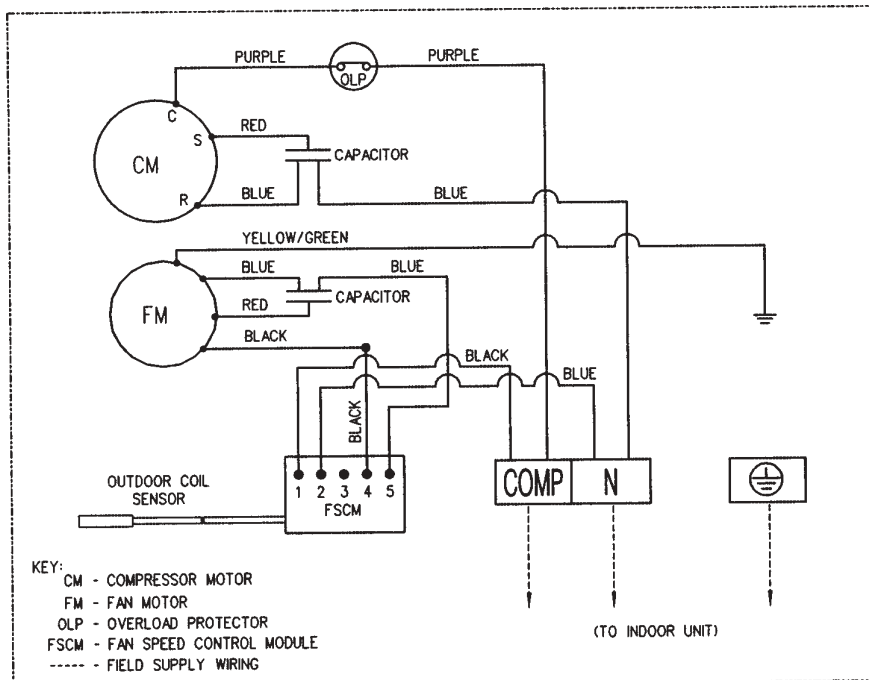 PURPLE
PURPLE
OLP
C
S
RED
CM
CAPACITOR
R
BLUE
BLUE
YELLOW/GREEN
BLUE
BLUE
FM
CAPACITOR
RED
BLACK
BLACK
BLUE
BLACK
1 2 3 4 5
FSCM
COMP
N
OUTDOOR COIL
SENSOR
(TO INDOOR UNIT)
KEY:
CM - COMPRESSOR MOTOR
FM - FAN MOTOR
OLP - OVERLOAD PROTECTOR
FSCM - FAN SPEED CONTROL MODULE
----- - FIELD SUPPLY WIRING